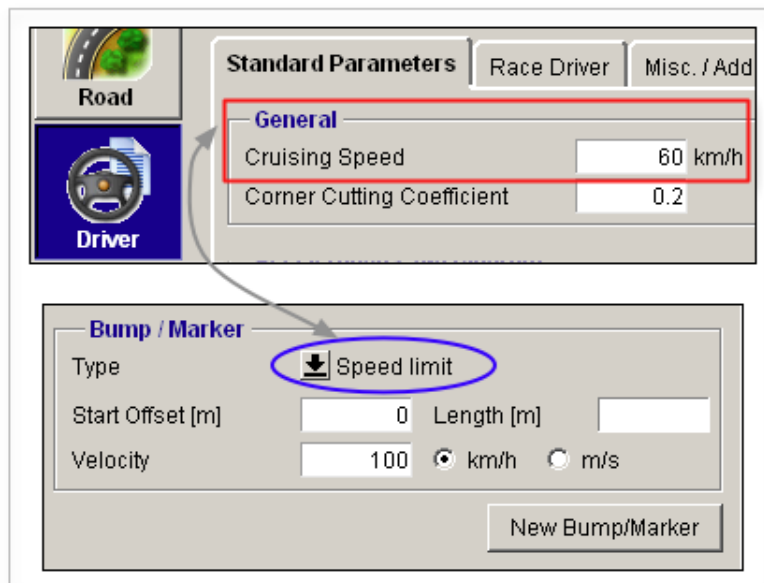 Road
Standard Parameters Race Driver Misc. / Add
General
Cruising Speed 60 km/h
Corner Cutting Coefficient 0.2
Driver
Bump / Marker
Type Speed limit
Start Offset [m] 0 Length [m]
Velocity 100 km/h m/s
New Bump/Marker